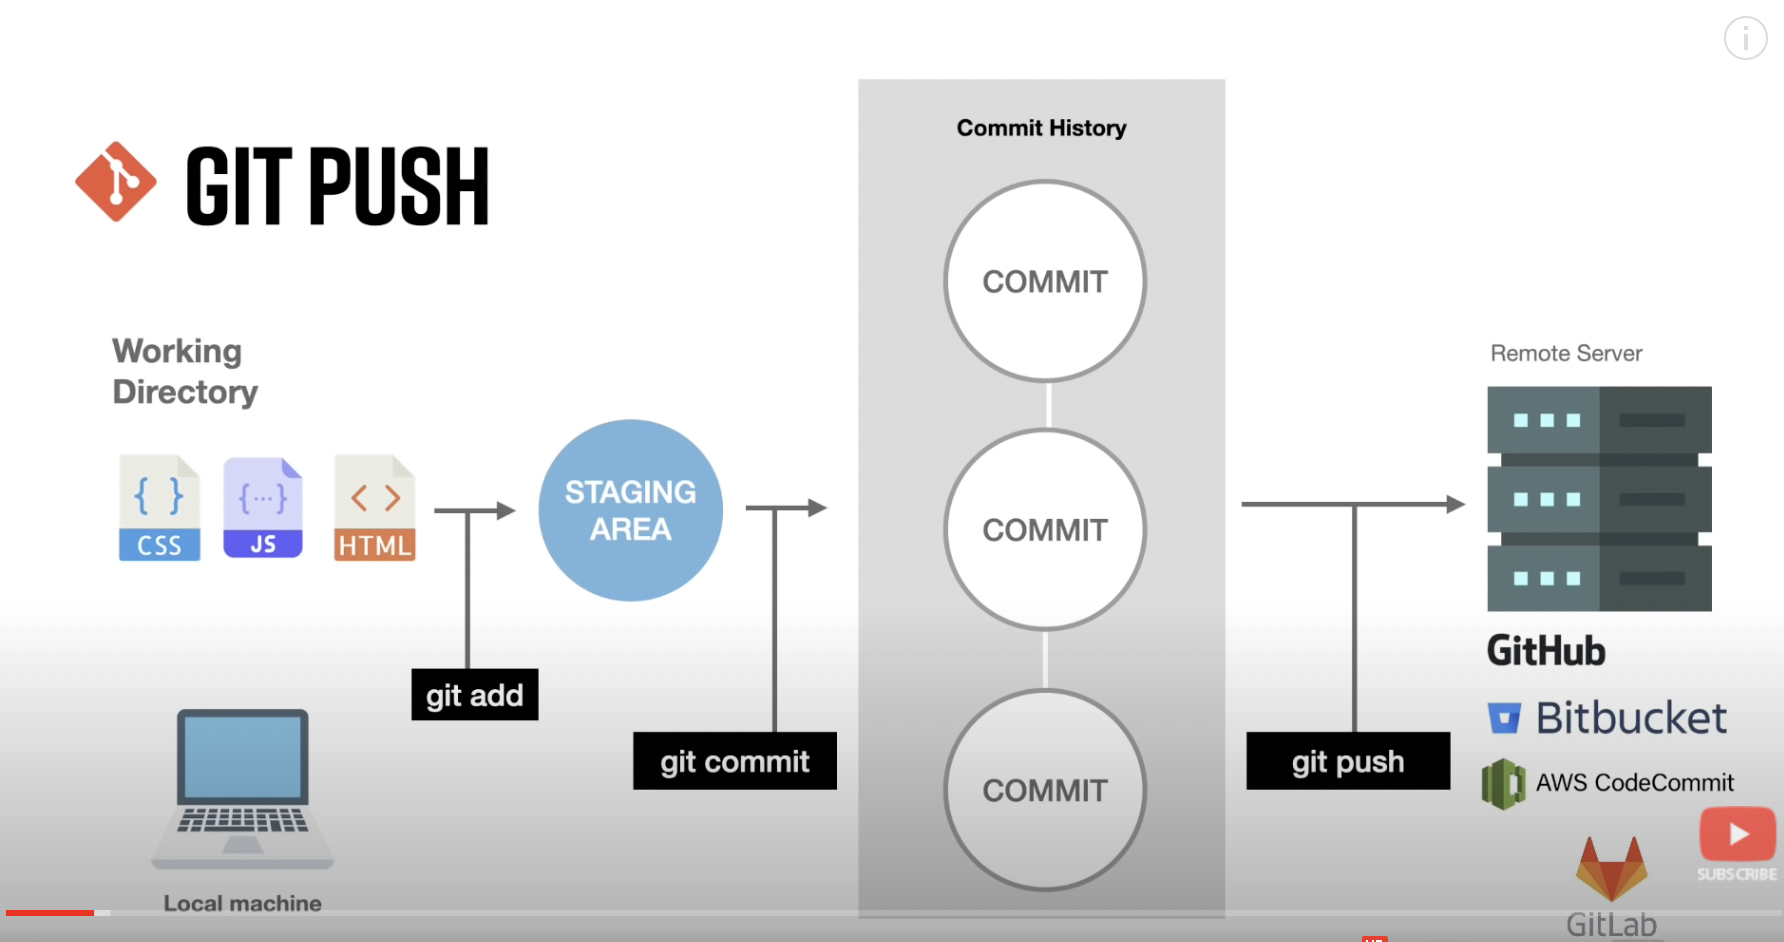 GIT PUSH
Commit History
COMMIT
COMMIT
COMMIT
Working
Directory
{ }
CSS
{...}
JS
< >
HTML
STAGING
AREA
git add
git commit
git push
Local machine
Remote Server
GitHub
Bitbucket
AWS CodeCommit
GitLab
SUBSCRIBE
i